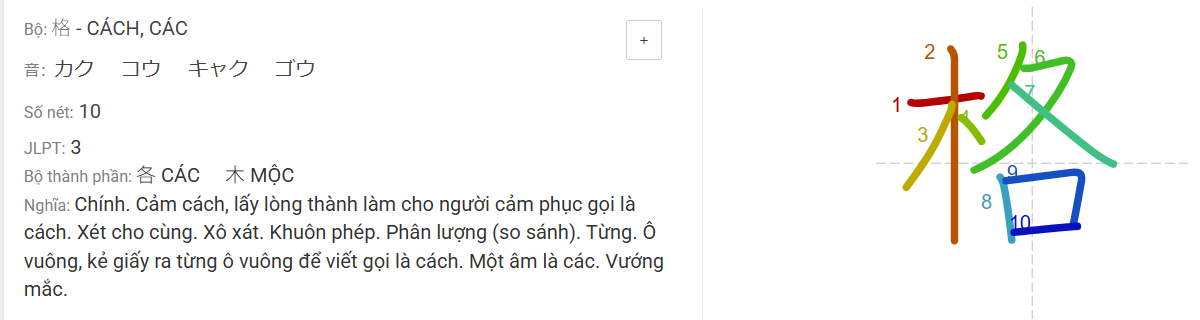 Bộ: 格 - CÁCH, CÁC
+
音: カク コウ キャク ゴウ
Số nét: 10
JLPT: 3
Bộ thành phần: 各 CÁC 木 MỘC
Nghĩa: Chính. Cảm cách, lấy lòng thành làm cho người cảm phục gọi là
cách. Xét cho cùng. Xô xát. Khuôn phép. Phân lượng (so sánh). Từng. Ô
vuông, kẻ giấy ra từng ô vuông để viết gọi là cách. Một âm là các. Vướng
mắc.
格
1
2
3
4
5
6
7
8
9
10